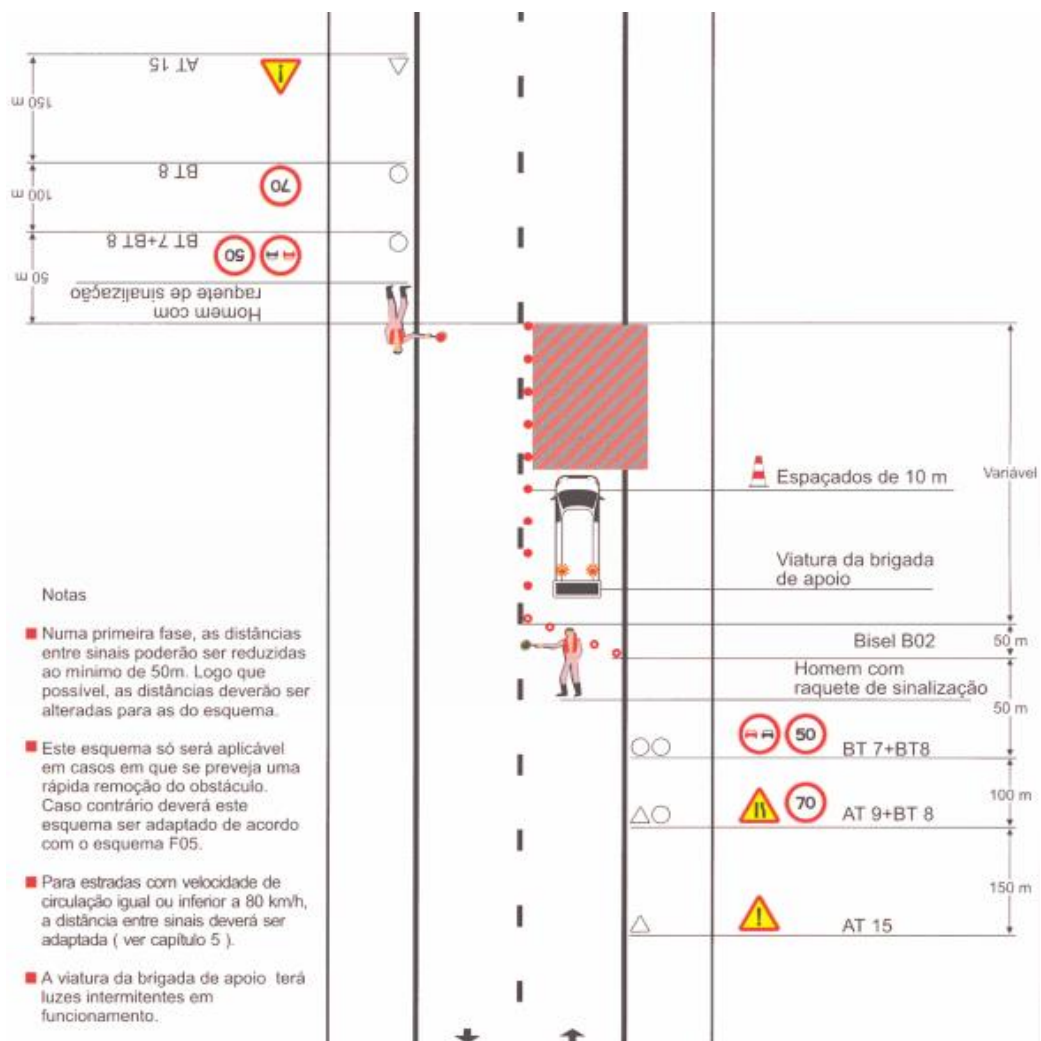 AT 15
150 m
BT 8
70
100 m
BT 7+BT 8
50
50 m
Homem com
raquete de sinalização
Espaçados de 10 m
Variável
Viatura da brigada
de apoio
Bisel B02
50 m
Homem com
raquete de sinalização
50 m
50
BT 7+BT8
100 m
70
AT 9+BT 8
150 m
AT 15
Notas
Numa primeira fase, as distâncias
entre sinais poderão ser reduzidas
ao mínimo de 50m. Logo que
possível, as distâncias deverão ser
alteradas para as do esquema.
Este esquema só será aplicável
em casos em que se preveja uma
rápida remoção do obstáculo.
Caso contrário deverá este
esquema ser adaptado de acordo
com o esquema F05.
Para estradas com velocidade de
circulação igual ou inferior a 80 km/h,
a distância entre sinais deverá ser
adaptada ( ver capítulo 5 ).
A viatura da brigada de apoio terá
luzes intermitentes em
funcionamento.